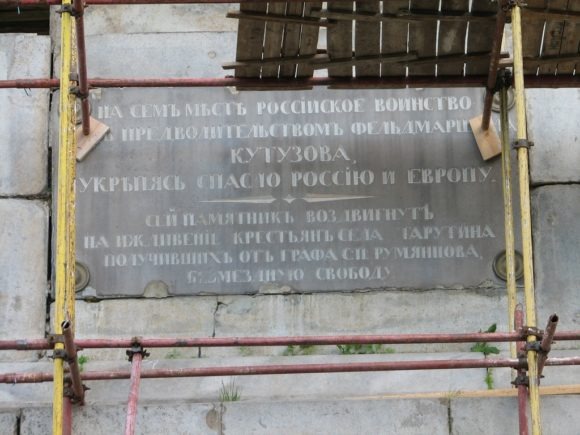 НА СЕМЪ МѢСТѢ РОССІЙСКОЕ ВОИНСТВО
ПРЕДВОДИТЕЛЬСТВОМЪ
КУТУЗОВА,
УКРѢПЯСЬ СПАСЛО РОССІЮ И ЕВРОПУ.
СЕЙ ПАМЯТНИКЪ ВОЗДВИГНУТЪ
НА ИЖДИВЕНІЕ КРЕСТЬЯНЪ СЕЛА ТАРУТИНА
ПОЛУЧИВШИХЪ ОТЪ ГРАФА С.П. РУМЯНЦОВА,
БЕЗМЕЗДНУЮ СВОБОДУ